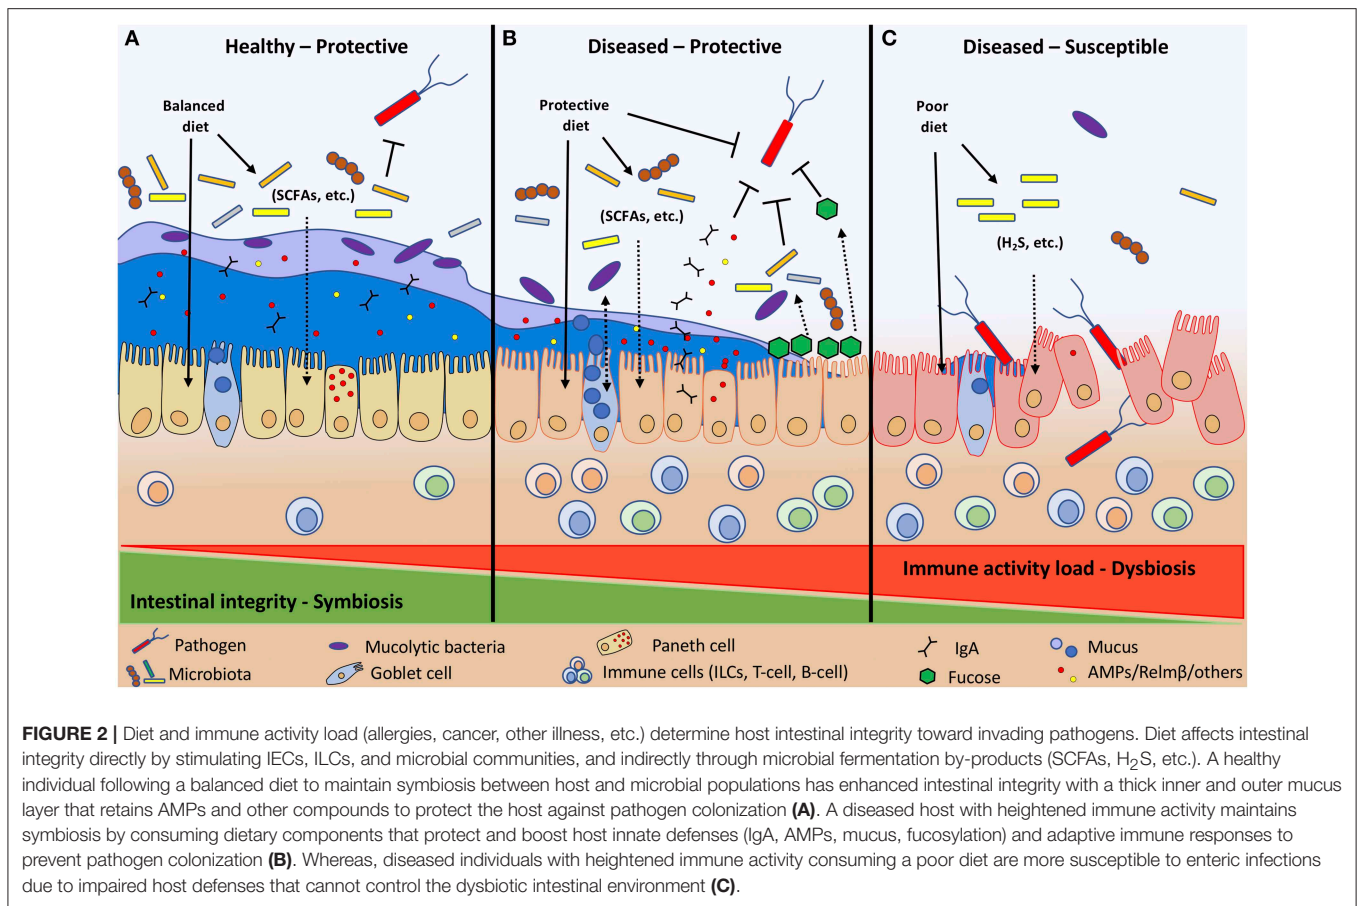 A
Healthy – Protective
B
Diseased – Protective
C
Diseased – Susceptible
Balanced
diet
(SCFAs, etc.)
Protective
diet
(SCFAs, etc.)
Poor
diet
(H₂S, etc.)
Immune activity load - Dysbiosis
Intestinal integrity - Symbiosis
Pathogen
Mucolytic bacteria
Paneth cell
IgA
Mucus
Microbiota
Goblet cell
Immune cells (ILCs, T-cell, B-cell)
Fucose
AMPs/Relmβ/others
FIGURE 2 | Diet and immune activity load (allergies, cancer, other illness, etc.) determine host intestinal integrity toward invading pathogens. Diet affects intestinal
integrity directly by stimulating IECs, ILCs, and microbial communities, and indirectly through microbial fermentation by-products (SCFAs, H₂S, etc.). A healthy
individual following a balanced diet to maintain symbiosis between host and microbial populations has enhanced intestinal integrity with a thick inner and outer mucus
layer that retains AMPs and other compounds to protect the host against pathogen colonization (A). A diseased host with heightened immune activity maintains
symbiosis by consuming dietary components that protect and boost host innate defenses (IgA, AMPs, mucus, fucosylation) and adaptive immune responses to
prevent pathogen colonization (B). Whereas, diseased individuals with heightened immune activity consuming a poor diet are more susceptible to enteric infections
due to impaired host defenses that cannot control the dysbiotic intestinal environment (C).